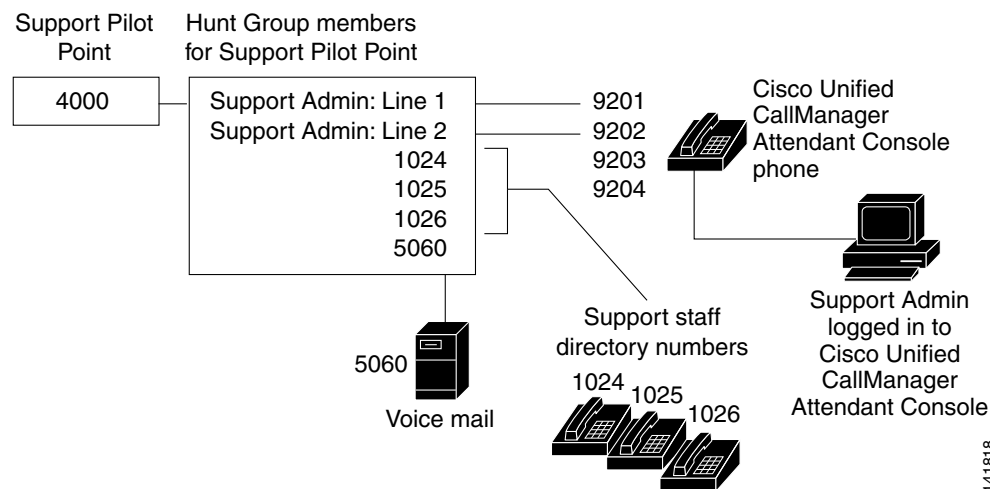 Support Pilot
Point
Hunt Group members
for Support Pilot Point
4000
Support Admin: Line 1
Support Admin: Line 2
1024
1025
1026
5060
9201
9202
9203
9204
Cisco Unified
CallManager
Attendant Console
phone
Support Admin
logged in to
Cisco Unified
CallManager
Attendant Console
5060
Voice mail
Support staff
directory numbers
1024
1025
1026
141818